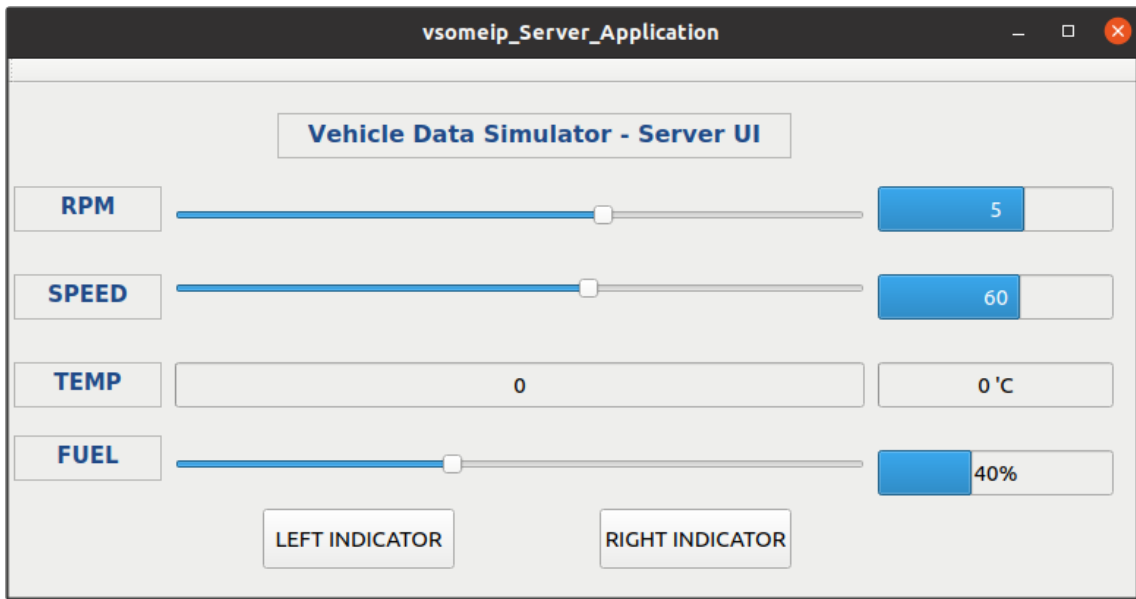 vsomeip_Server_Application
Vehicle Data Simulator - Server UI
RPM
5
SPEED
60
TEMP
0
0 'C
FUEL
40%
LEFT INDICATOR
RIGHT INDICATOR